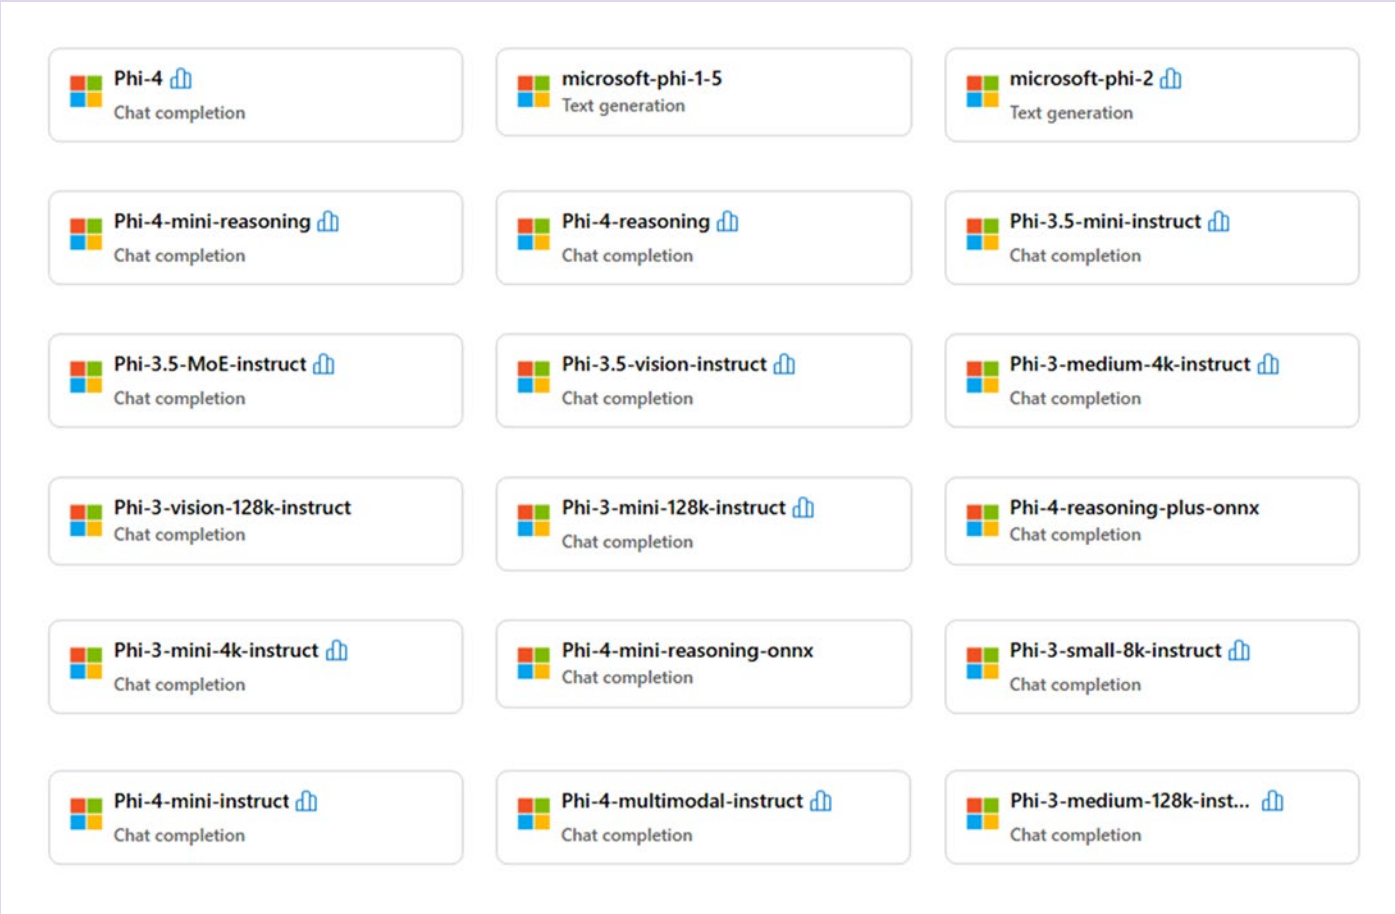 Phi-4
Chat completion
microsoft-phi-1-5
Text generation
microsoft-phi-2
Text generation
Phi-4-mini-reasoning
Chat completion
Phi-4-reasoning
Chat completion
Phi-3.5-mini-instruct
Chat completion
Phi-3.5-MoE-instruct
Chat completion
Phi-3.5-vision-instruct
Chat completion
Phi-3-medium-4k-instruct
Chat completion
Phi-3-vision-128k-instruct
Chat completion
Phi-3-mini-128k-instruct
Chat completion
Phi-4-reasoning-plus-onnx
Chat completion
Phi-3-mini-4k-instruct
Chat completion
Phi-4-mini-reasoning-onnx
Chat completion
Phi-3-small-8k-instruct
Chat completion
Phi-4-mini-instruct
Chat completion
Phi-4-multimodal-instruct
Chat completion
Phi-3-medium-128k-inst...
Chat completion